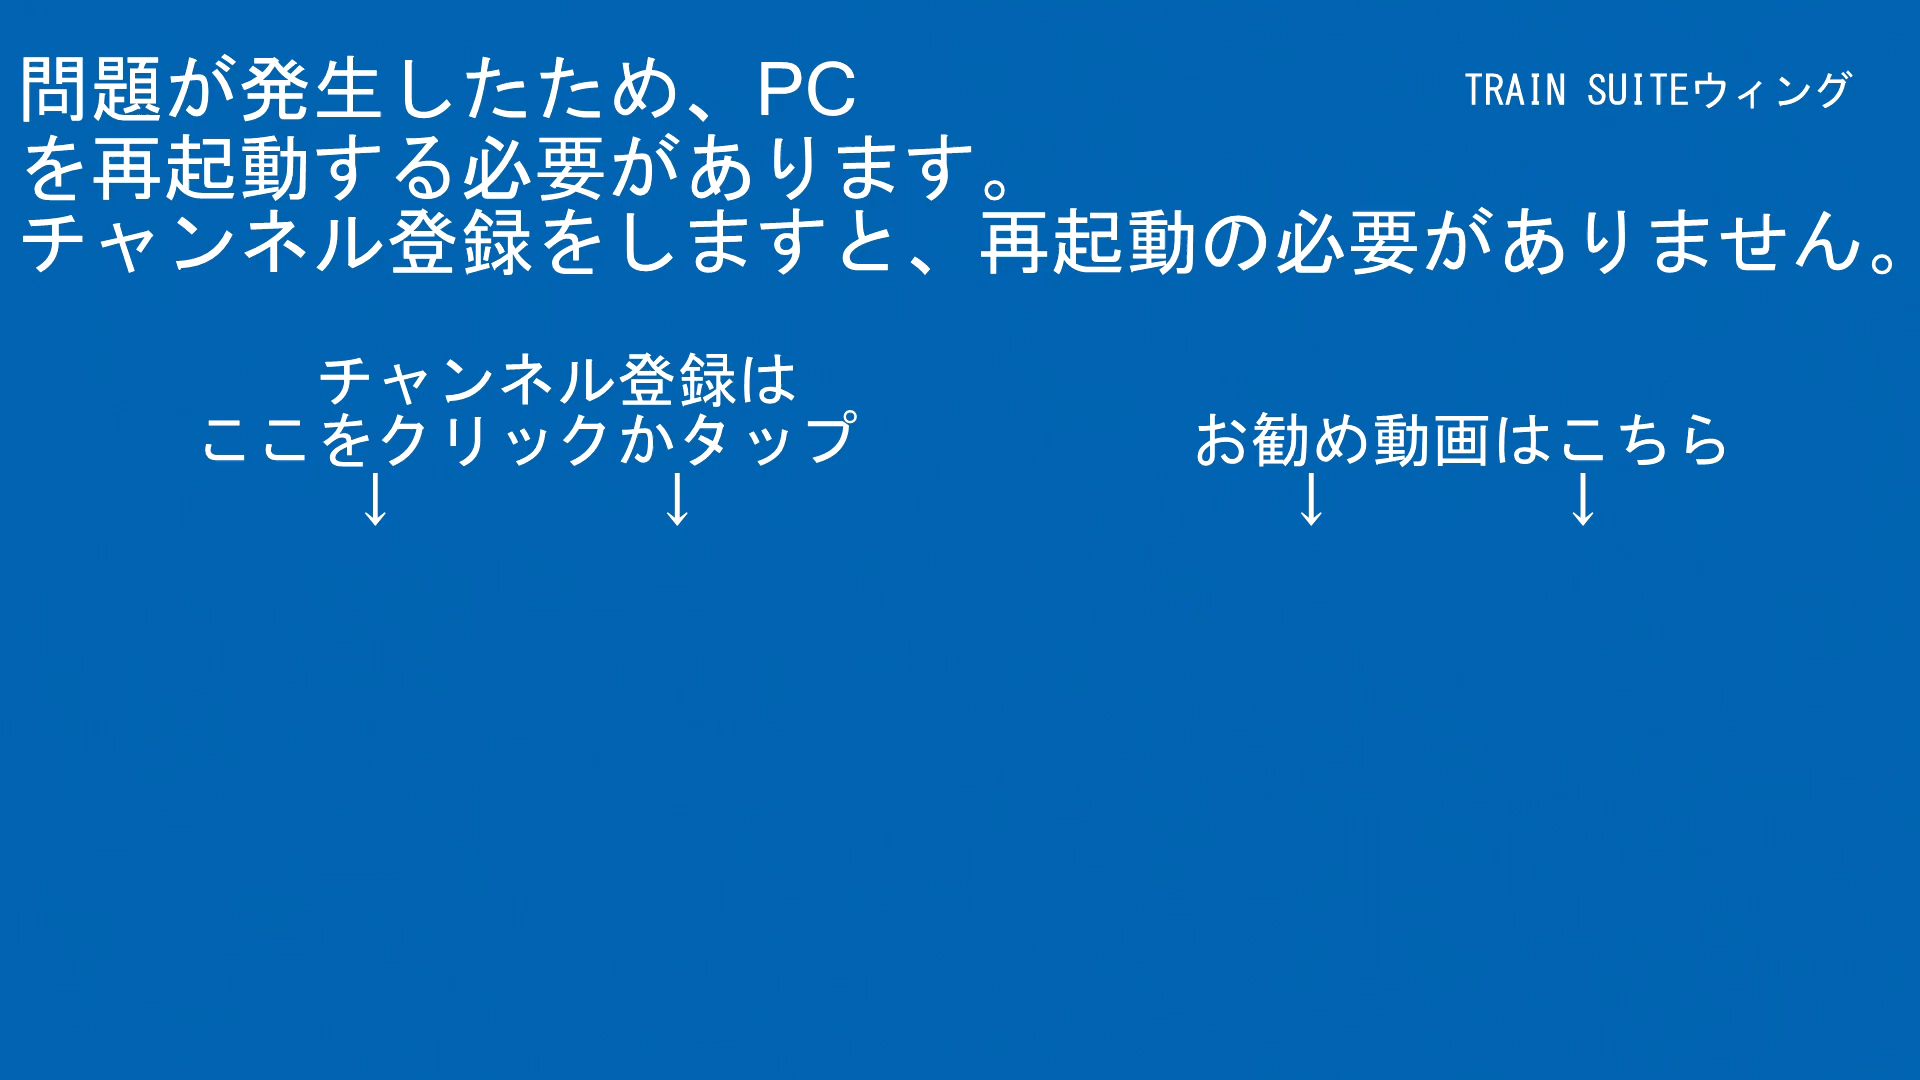 問題が発生したため、PC
を再起動する必要があります。
チャンネル登録をしますと、再起動の必要がありません。
TRAIN SUITEウィング
チャンネル登録は
ここをクリックかタップ
↓ ↓
お勧め動画はこちら
↓ ↓